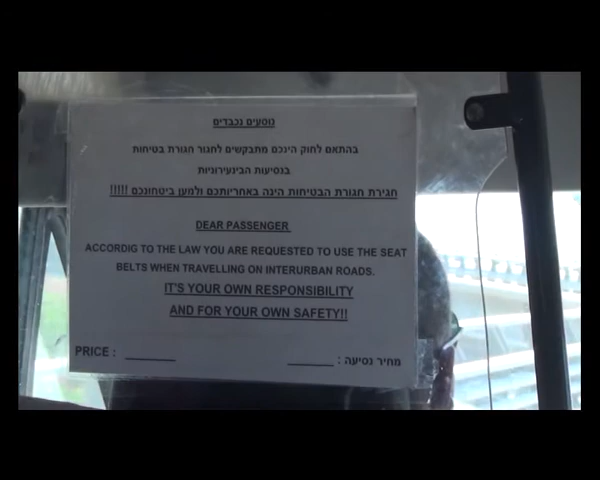 נוסעים נכבדים
בהתאם לחוק הינכם מתבקשים לחגור חגורת בטיחות
בנסיעות הבינעירוניות
חגירת חגורת הבטיחות הינה באחריותכם ולמען ביטחונכם !!!!!
DEAR PASSENGER
ACCORDIG TO THE LAW YOU ARE REQUESTED TO USE THE SEAT
BELTS WHEN TRAVELLING ON INTERURBAN ROADS.
IT'S YOUR OWN RESPONSIBILITY
AND FOR YOUR OWN SAFETY!!
PRICE : ________
מחיר נסיעה : ________